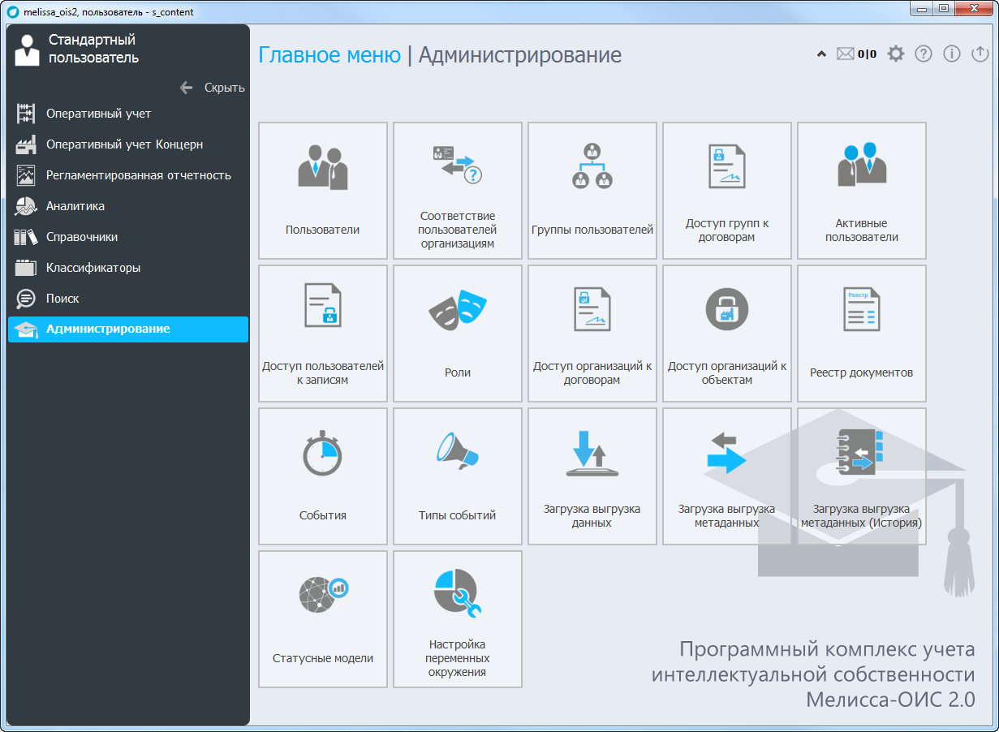 melissa_ois2, пользователь - s_content
Стандартный
пользователь
Скрыть
Оперативный учет
Оперативный учет Концерн
Регламентированная отчетность
Аналитика
Справочники
Классификаторы
Поиск
Администрирование
Главное меню | Администрирование
0|0
Пользователи
Соответствие
пользователей
организациям
Группы пользователей
Доступ групп к
договорам
Активные
пользователи
Доступ пользователей
к записям
Роли
Доступ организаций к
договорам
Доступ организаций к
объектам
Реестр
Реестр документов
События
Типы событий
Загрузка выгрузка
данных
Загрузка выгрузка
метаданных
Загрузка выгрузка
метаданных (История)
Статусные модели
Настройка
переменных
окружения
Программный комплекс учета
интеллектуальной собственности
Мелисса-ОИС 2.0